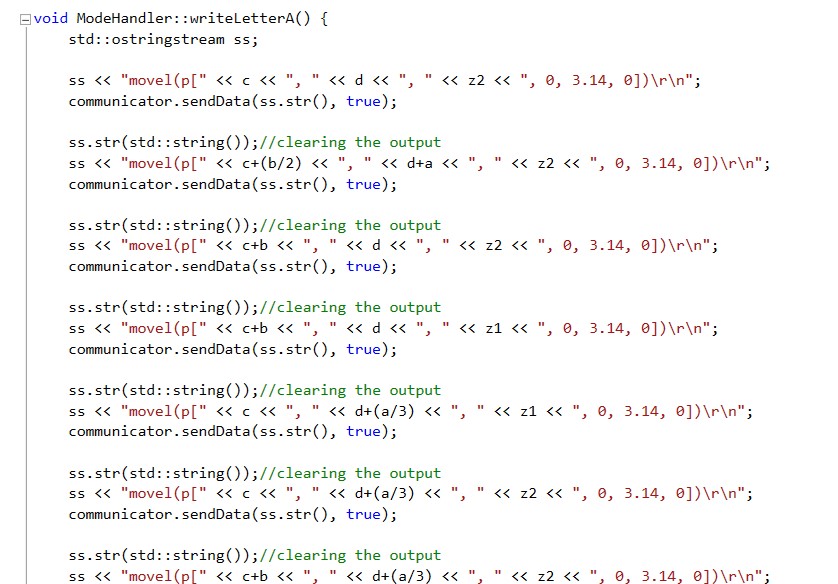 void ModeHandler::writeLetterA() {
std::ostringstream ss;
ss << "movel(p[" << c << ", " << d << ", " << z2 << ", 0, 3.14, 0])\r\n";
communicator.sendData(ss.str(), true);
ss.str(std::string());//clearing the output
ss << "movel(p[" << c+(b/2) << ", " << d+a << ", " << z2 << ", 0, 3.14, 0])\r\n";
communicator.sendData(ss.str(), true);
ss.str(std::string());//clearing the output
ss << "movel(p[" << c+b << ", " << d << ", " << z2 << ", 0, 3.14, 0])\r\n";
communicator.sendData(ss.str(), true);
ss.str(std::string());//clearing the output
ss << "movel(p[" << c+b << ", " << d << ", " << z1 << ", 0, 3.14, 0])\r\n";
communicator.sendData(ss.str(), true);
ss.str(std::string());//clearing the output
ss << "movel(p[" << c << ", " << d+(a/3) << ", " << z1 << ", 0, 3.14, 0])\r\n";
communicator.sendData(ss.str(), true);
ss.str(std::string());//clearing the output
ss << "movel(p[" << c << ", " << d+(a/3) << ", " << z2 << ", 0, 3.14, 0])\r\n";
communicator.sendData(ss.str(), true);
ss.str(std::string());//clearing the output
ss << "movel(p[" << c+b << ", " << d+(a/3) << ", " << z2 << ", 0, 3.14, 0])\r\n";